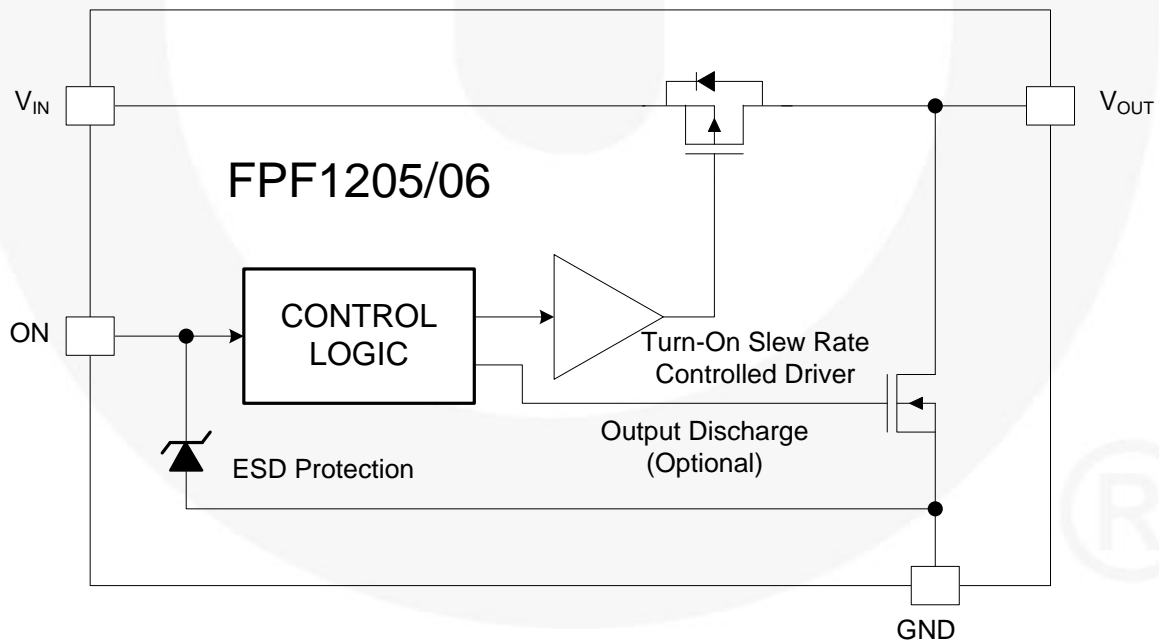 VIN
VOUT
FPF1205/06
ON
CONTROL
LOGIC
Turn-On Slew Rate
Controlled Driver
Output Discharge
(Optional)
ESD Protection
GND
®